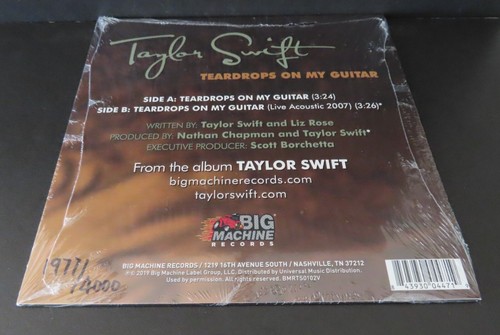 Taylor Swift
TEARDROPS ON MY GUITAR
SIDE A: TEARDROPS ON MY GUITAR (3:24)
SIDE B: TEARDROPS ON MY GUITAR (Live Acoustic 2007) (3:26)*
WRITTEN BY: Taylor Swift and Liz Rose
PRODUCED BY: Nathan Chapman and Taylor Swift*
EXECUTIVE PRODUCER: Scott Borchetta
From the album TAYLOR SWIFT
bigmachinerecords.com
taylorswift.com
BIG
MACHINE
RECORDS
1977/
/4000
BIG MACHINE RECORDS / 1219 16TH AVENUE SOUTH / NASHVILLE, TN 37212
℗ © 2019 Big Machine Label Group, LLC. Distributed by Universal Music Distribution.
Used by permission. All rights reserved. BMRTS0102V
6 43930 04471